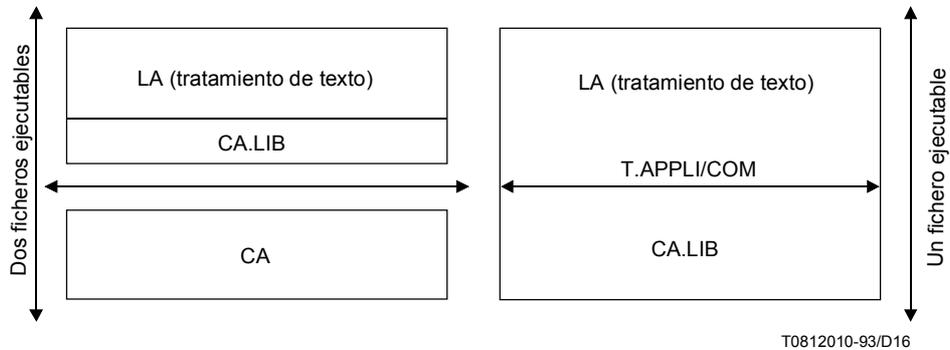 Dos ficheros ejecutables
LA (tratamiento de texto)
CA.LIB
CA
LA (tratamiento de texto)
T.APPLI/COM
CA.LIB
Un fichero ejecutable
T0812010-93/D16